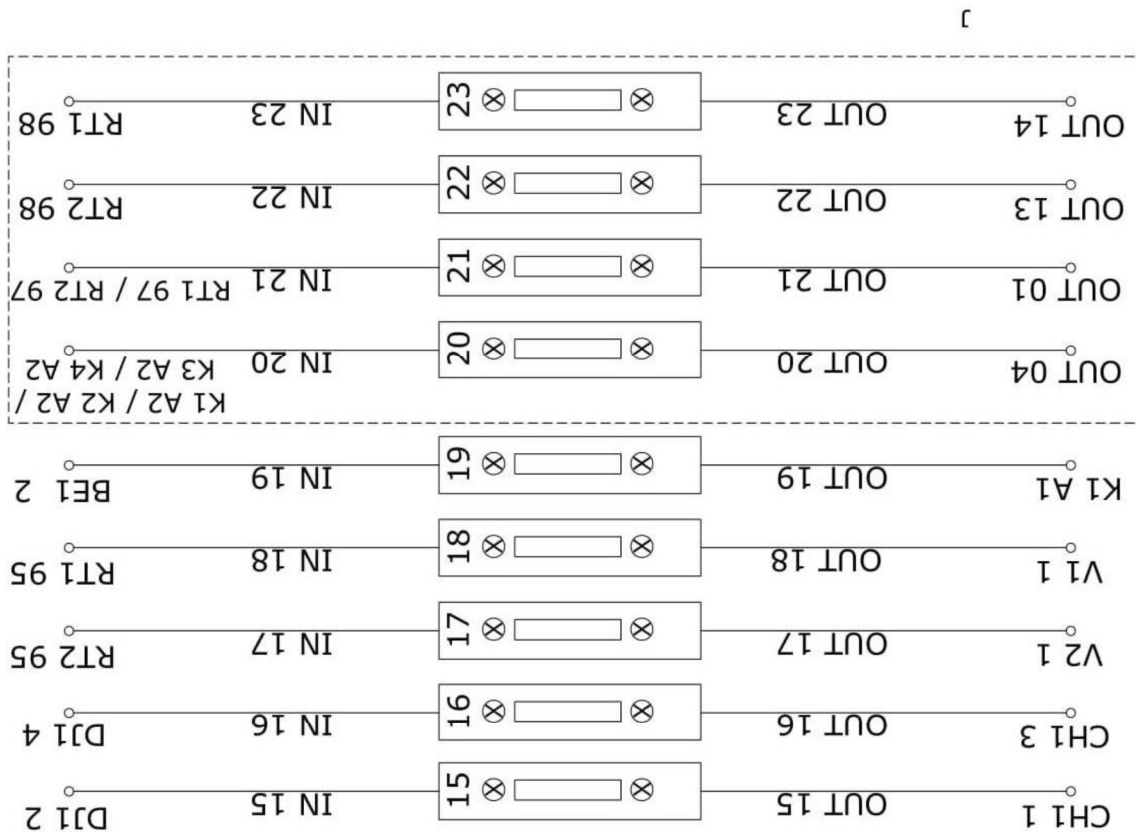 CH1 1 OUT 15 15 IN 15 DJ1 2
CH1 3 OUT 16 16 IN 16 DJ1 4
V2 1 OUT 17 17 IN 17 RT2 95
V1 1 OUT 18 18 IN 18 RT1 95
K1 A1 OUT 19 19 IN 19 BE1 2
K1 A2 / K2 A2 /
OUT 04 OUT 20 20 IN 20 K3 A2 / K4 A2
OUT 01 OUT 21 21 IN 21 RT1 97 / RT2 97
OUT 13 OUT 22 22 IN 22 RT2 98
OUT 14 OUT 23 23 IN 23 RT1 98